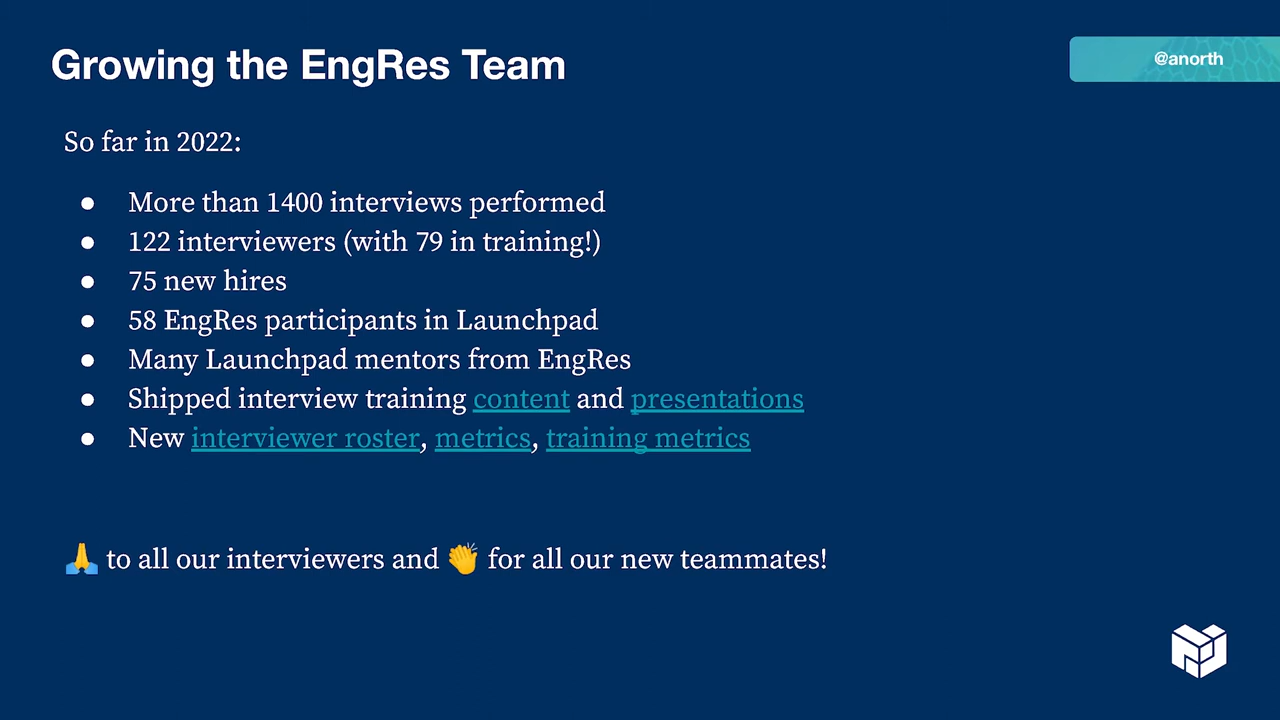 Growing the EngRes Team
@anorth
So far in 2022:
● More than 1400 interviews performed
● 122 interviewers (with 79 in training!)
● 75 new hires
● 58 EngRes participants in Launchpad
● Many Launchpad mentors from EngRes
● Shipped interview training content and presentations
● New interviewer roster, metrics, training metrics
🙏 to all our interviewers and 👏 for all our new teammates!